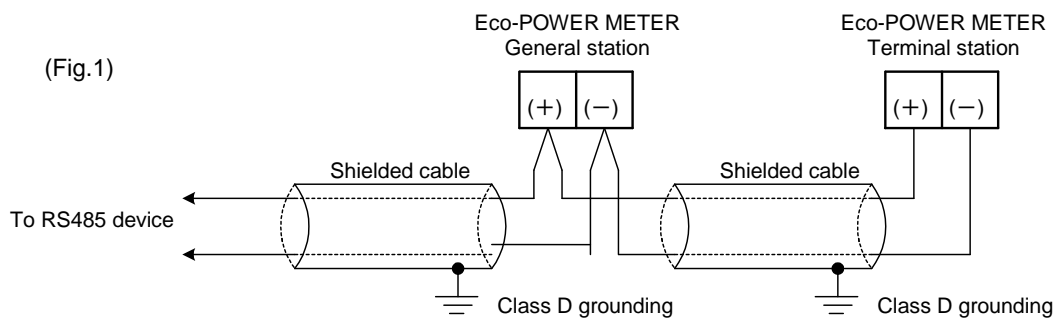 Eco-POWER METER
General station
Eco-POWER METER
Terminal station
(Fig.1)
(+) (−)
(+) (−)
Shielded cable
Shielded cable
To RS485 device
Class D grounding
Class D grounding